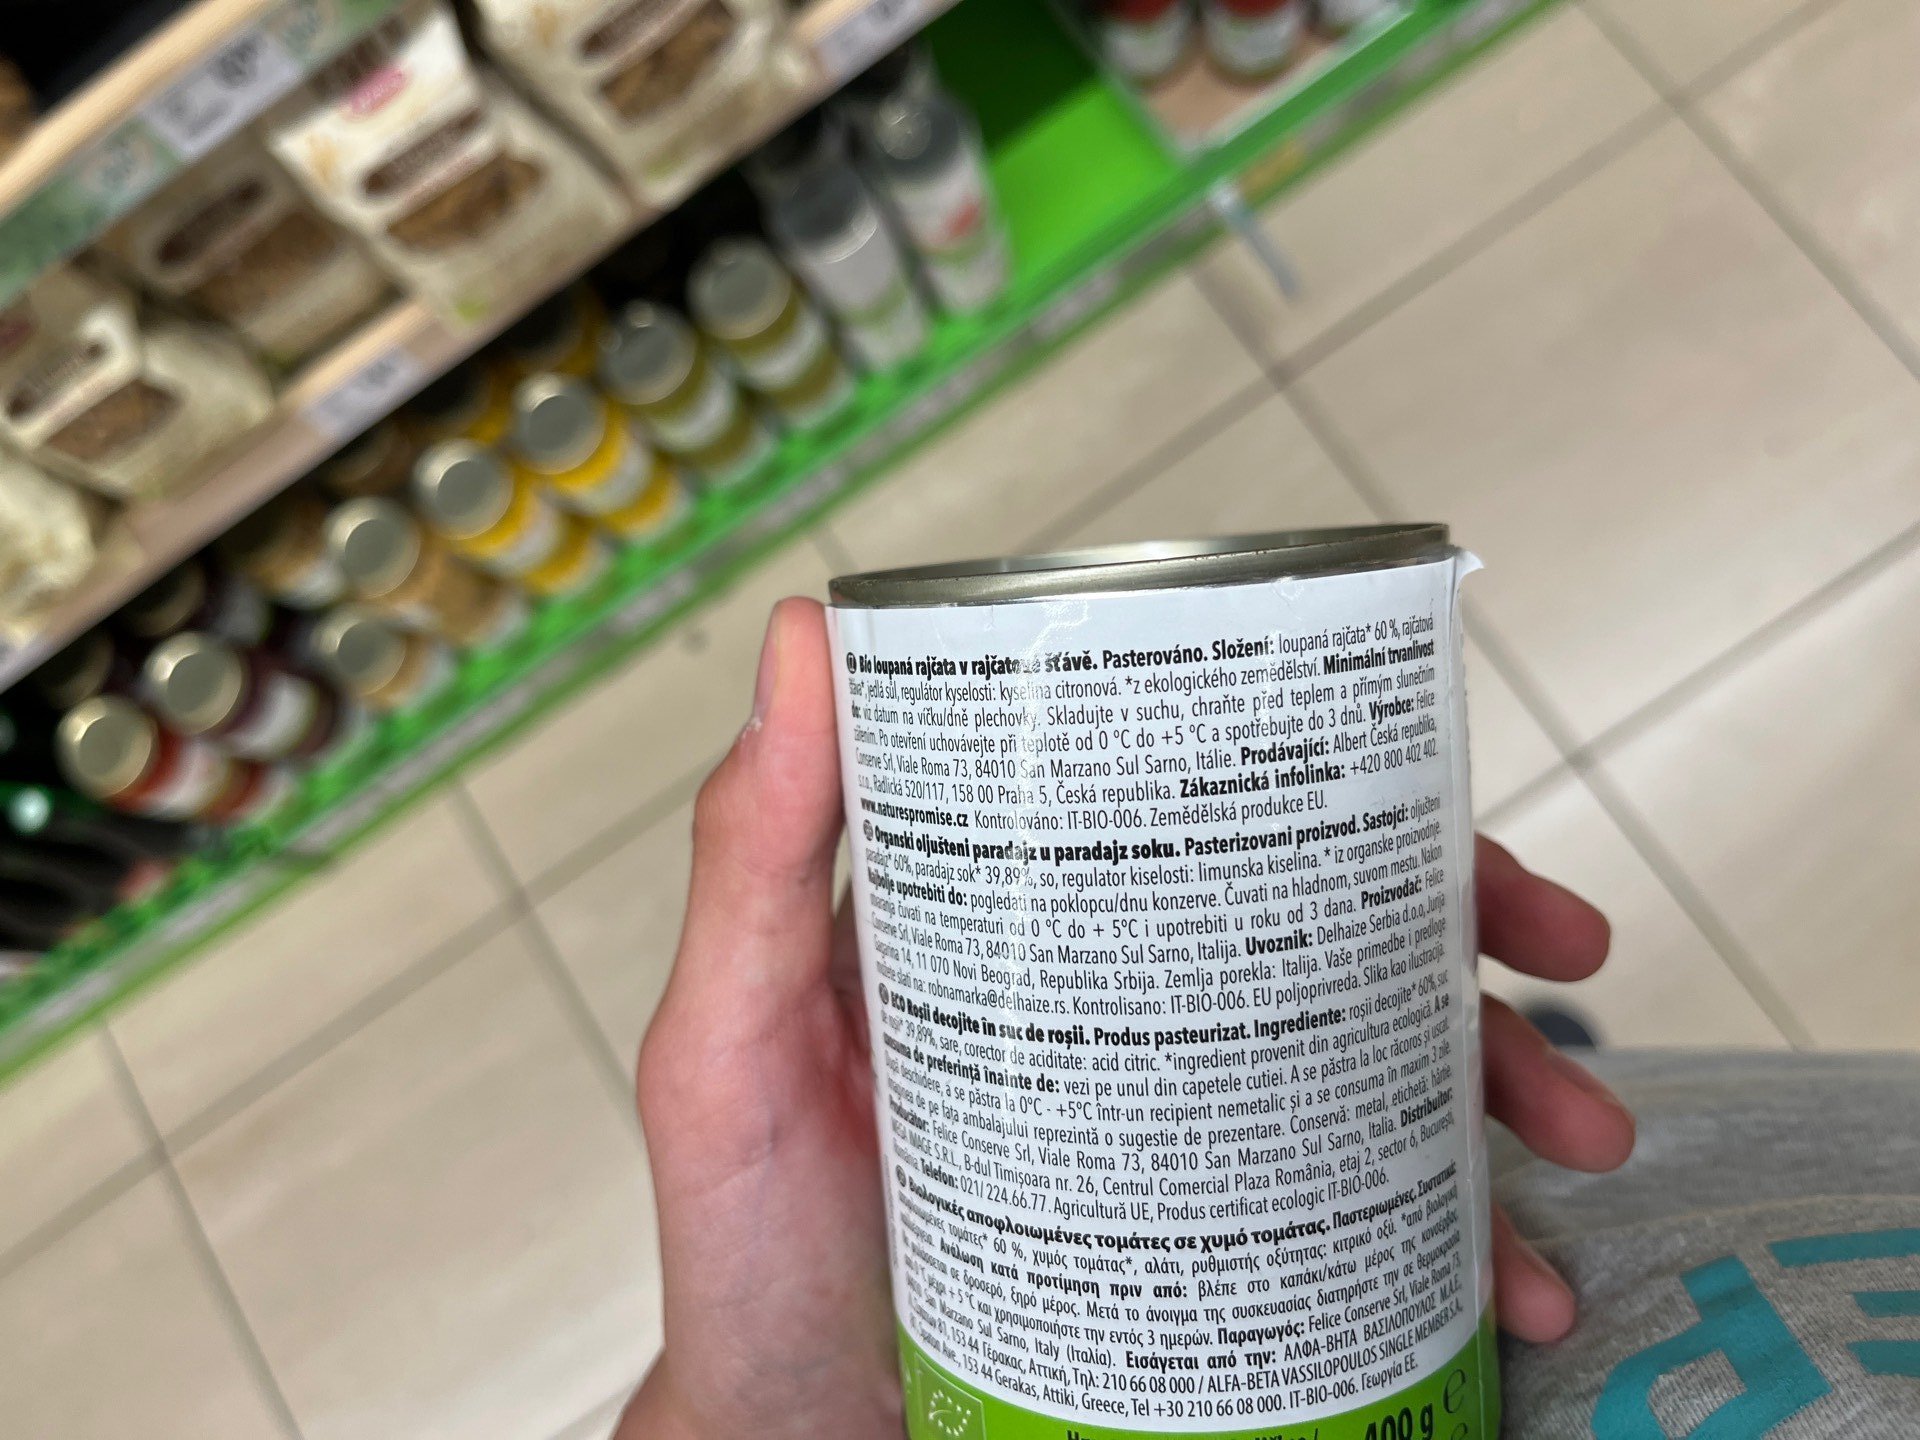 Bio loupaná rajčata v rajčatové šťávě. Pasterováno. Složení: loupaná rajčata* 60 %, rajčatová
šťáva*, jedlá sůl, regulátor kyselosti: kyselina citronová. *z ekologického zemědělství. Minimální trvanlivost
do: viz datum na víčku/dně plechovky. Skladujte v suchu, chraňte před teplem a přímým slunečním
zářením. Po otevření uchovávejte při teplotě od 0 °C do +5 °C a spotřebujte do 3 dnů. Výrobce: Felice
Conserve Srl, Viale Roma 73, 84010 San Marzano Sul Sarno, Itálie. Prodávající: Albert Česká republika,
s.r.o., Radlická 520/117, 158 00 Praha 5, Česká republika. Zákaznická infolinka: +420 800 402 402.
www.naturespromise.cz Kontrolováno: IT-BIO-006. Zemědělská produkce EU.
Organski oljušteni paradajz u paradajz soku. Pasterizovani proizvod. Sastojci: oljušteni
paradajz* 60%, paradajz sok* 39,89%, so, regulator kiselosti: limunska kiselina. * iz organske proizvodnje.
Najbolje upotrebiti do: pogledati na poklopcu/dnu konzerve. Čuvati na hladnom, suvom mestu. Nakon
otvaranja čuvati na temperaturi od 0 °C do + 5°C i upotrebiti u roku od 3 dana. Proizvođač: Felice
Conserve Srl, Viale Roma 73, 84010 San Marzano Sul Sarno, Italija. Uvoznik: Delhaize Serbia d.o.o, Jurija
Gagarina 14, 11 070 Novi Beograd, Republika Srbija. Zemlja porekla: Italija. Vaše primedbe i predloge
možete slati na: robnamarka@delhaize.rs. Kontrolisano: IT-BIO-006. EU poljoprivreda. Slika kao ilustracija.
ECO Roșii decojite în suc de roșii. Produs pasteurizat. Ingrediente: roșii decojite* 60%, suc
de roșii* 39,89%, sare, corector de aciditate: acid citric. *ingredient provenit din agricultura ecologică. A se
consuma de preferință înainte de: vezi pe unul din capetele cutiei. A se păstra la loc răcoros și uscat.
După deschidere, a se păstra la 0°C - +5°C într-un recipient nemetalic și a se consuma în maxim 3 zile.
Imaginea de pe fața ambalajului reprezintă o sugestie de prezentare. Conservă: metal, etichetă: hârtie.
Producător: Felice Conserve Srl, Viale Roma 73, 84010 San Marzano Sul Sarno, Italia. Distribuitor:
MEGA IMAGE S.R.L, B-dul Timișoara nr. 26, Centrul Comercial Plaza România, etaj 2, sector 6, București,
România. Telefon: 021/ 224.66.77. Agricultură UE, Produs certificat ecologic IT-BIO-006.
Βιολογικές αποφλοιωμένες τομάτες σε χυμό τομάτας. Παστεριωμένες. Συστατικά:
αποφλοιωμένες τομάτες* 60 %, χυμός τομάτας*, αλάτι, ρυθμιστής οξύτητας: κιτρικό οξύ. *από βιολογική
καλλιέργεια. Ανάλωση κατά προτίμηση πριν από: βλέπε στο καπάκι/κάτω μέρος της κονσέρβας.
Να φυλάσσεται σε δροσερό, ξηρό μέρος. Μετά το άνοιγμα της συσκευασίας διατηρήστε την σε θερμοκρασία
από 0 °C μέχρι +5 °C και χρησιμοποιήστε την εντός 3 ημερών. Παραγωγός: Felice Conserve Srl, Viale Roma 73,
84010 San Marzano Sul Sarno, Italy (Ιταλία). Εισάγεται από την: ΑΛΦΑ-ΒΗΤΑ ΒΑΣΙΛΟΠΟΥΛΟΣ Μ.Α.Ε.,
Σπάτων 81, 153 44 Γέρακας, Αττική, Τηλ: 210 66 08 000 / ALFA-BETA VASSILOPOULOS SINGLE MEMBER S.A.,
81, Spaton Ave., 153 44 Gerakas, Attiki, Greece, Tel +30 210 66 08 000. IT-BIO-006. Γεωργία ΕΕ.
400 g e